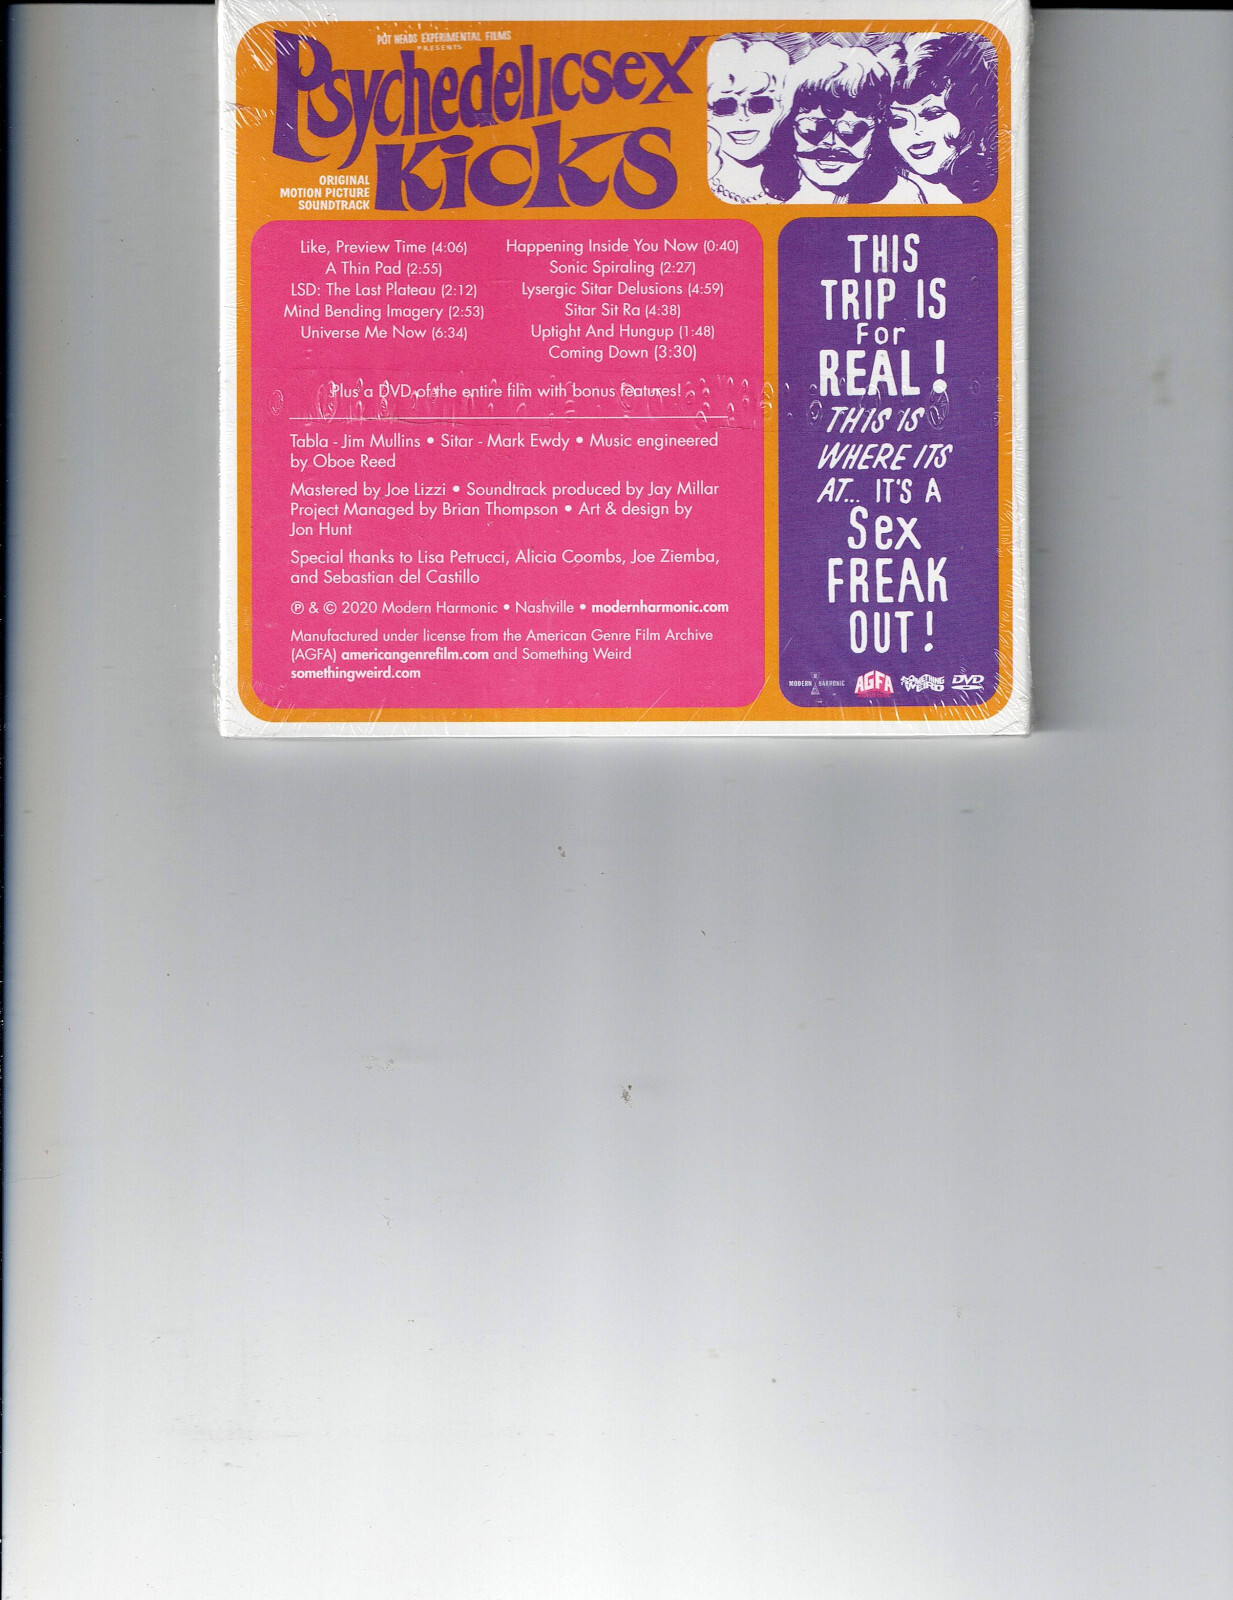 POT HEADS EXPERIMENTAL FILMS
PRESENTS
Psychedelicsex
Kicks
ORIGINAL
MOTION PICTURE
SOUNDTRACK
Like, Preview Time (4:06)
A Thin Pad (2:55)
LSD: The Last Plateau (2:12)
Mind Bending Imagery (2:53)
Universe Me Now (6:34)
Happening Inside You Now (0:40)
Sonic Spiraling (2:27)
Lysergic Sitar Delusions (4:59)
Sitar Sit Ra (4:38)
Uptight And Hungup (1:48)
Coming Down (3:30)
Plus a DVD of the entire film with bonus features!
Tabla - Jim Mullins • Sitar - Mark Ewdy • Music engineered
by Oboe Reed
Mastered by Joe Lizzi • Soundtrack produced by Jay Millar
Project Managed by Brian Thompson • Art & design by
Jon Hunt
Special thanks to Lisa Petrucci, Alicia Coombs, Joe Ziemba,
and Sebastian del Castillo
℗ & © 2020 Modern Harmonic • Nashville • modernharmonic.com
Manufactured under license from the American Genre Film Archive
(AGFA) americangenrefilm.com and Something Weird
somethingweird.com
THIS
TRIP IS
For
REAL!
THIS IS
WHERE ITS
AT... IT'S A
Sex
FREAK
OUT!
MODERN HARMONIC
AGFA
SOMETHING
WEIRD
DVD